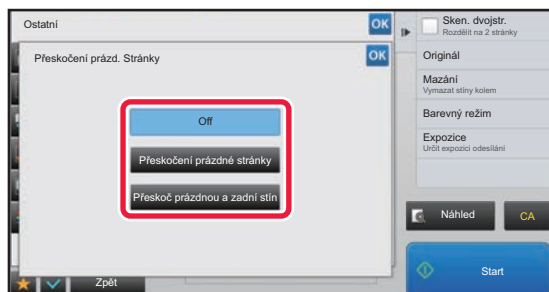 Ostatní
OK
Přeskočení prázd. Stránky
OK
Off
Přeskočení prázdné stránky
Přeskoč prázdnou a zadní stín
Zpět
Sken. dvojstr.
Rozdělit na 2 stránky
Originál
Mazání
Vymazat stíny kolem
Barevný režim
Expozice
Určit expozici odesílání
Náhled
CA
Start